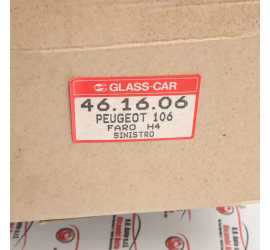 GLASS-CAR
46.16.06
PEUGEOT 106
FARO H4
SINISTRO